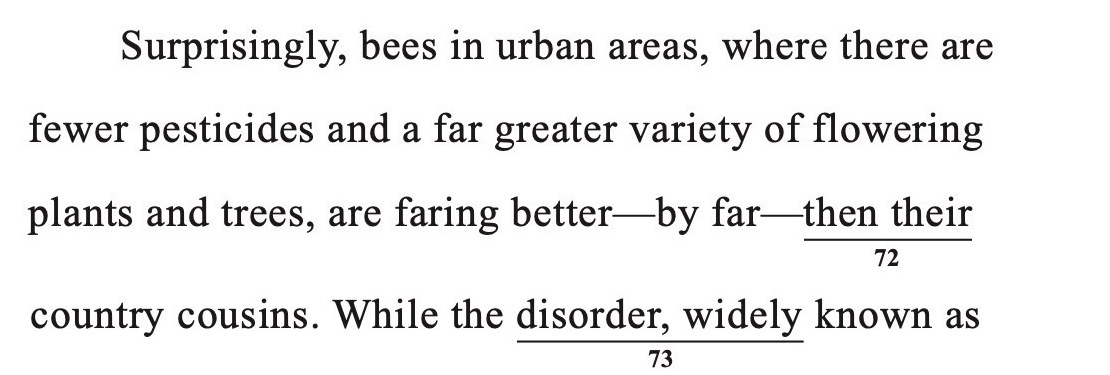 Surprisingly, bees in urban areas, where there are
fewer pesticides and a far greater variety of flowering
plants and trees, are faring better—by far—then their
72
country cousins. While the disorder, widely known as
73